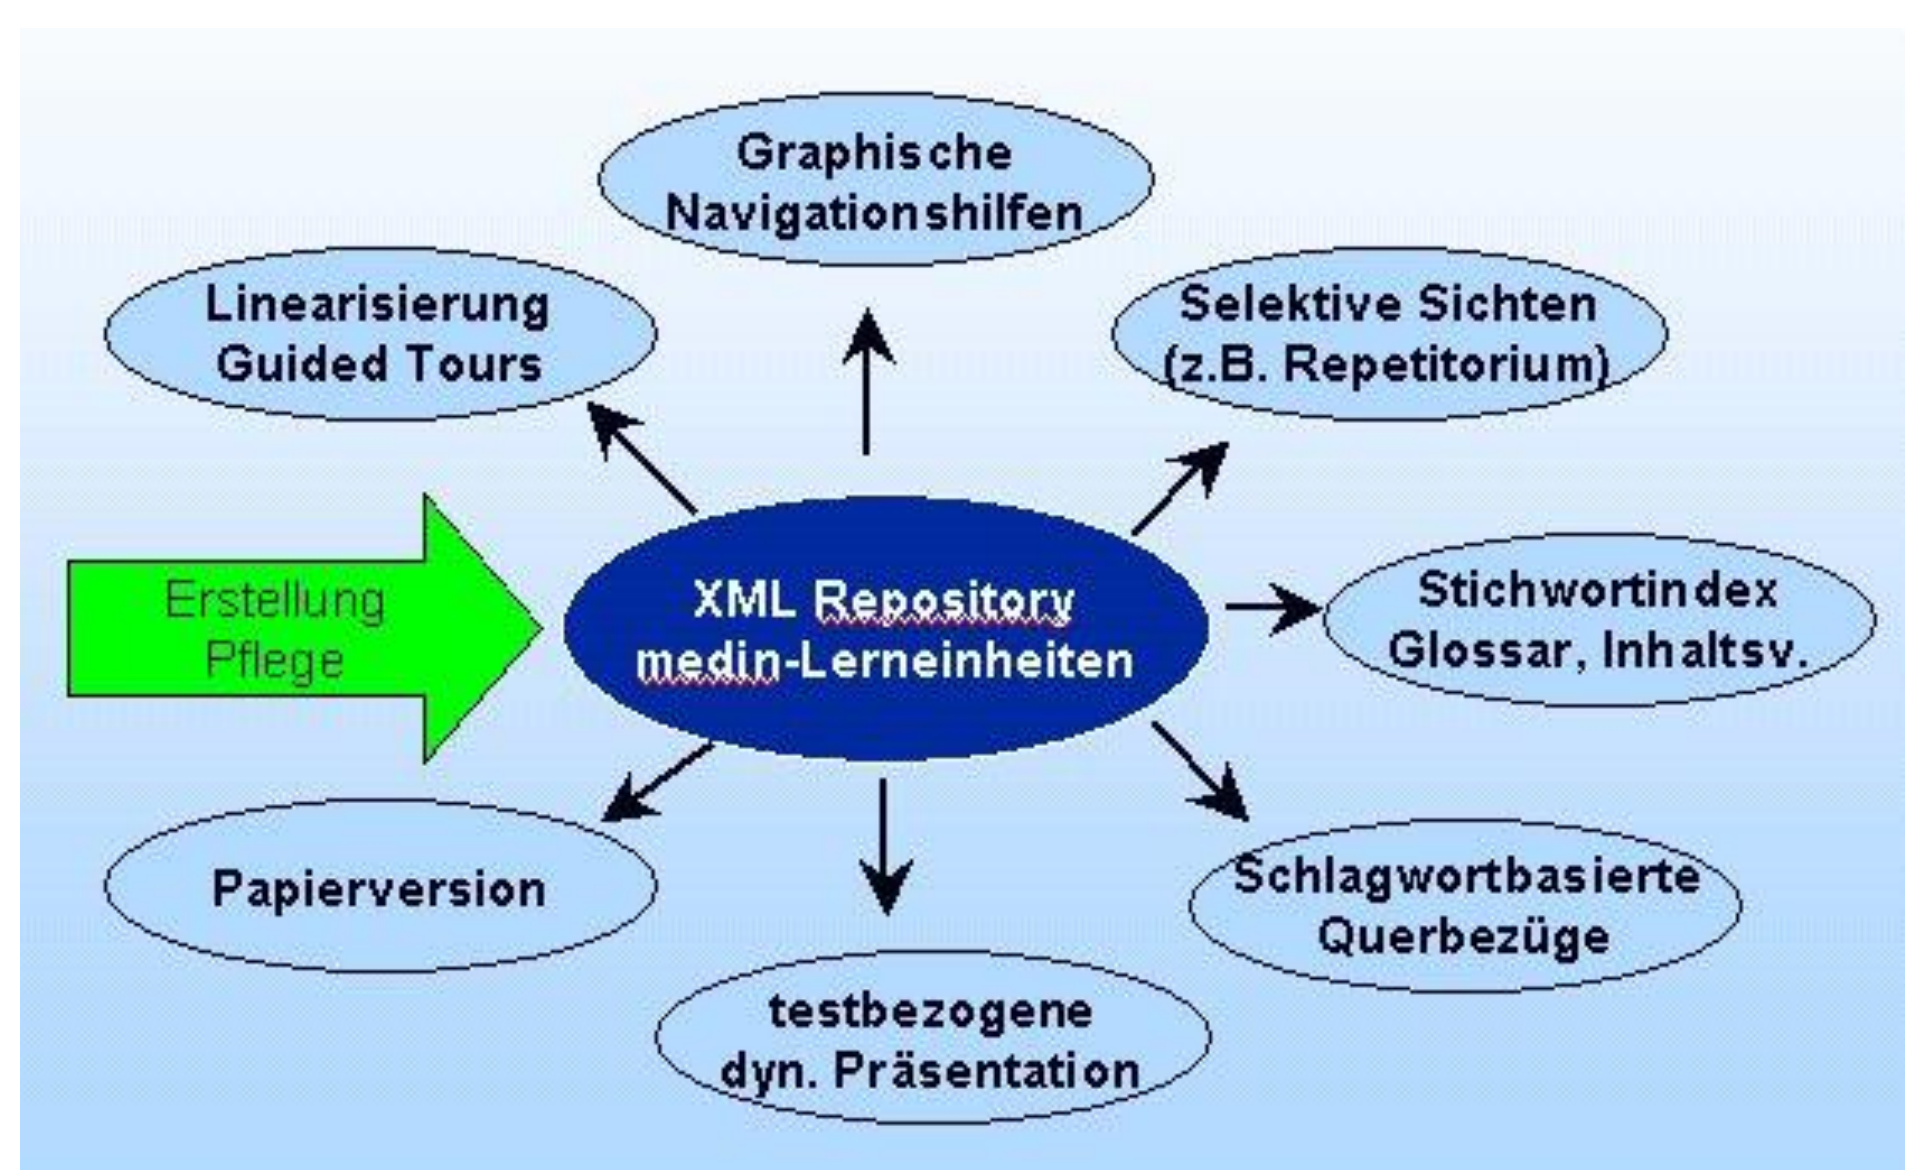 Graphische
Navigationshilfen
Linearisierung
Guided Tours
Selektive Sichten
(z.B. Repetitorium)
Erstellung
Pflege
XML Repository
medin-Lerneinheiten
Stichwortindex
Glossar, Inhaltsv.
Papierversion
Schlagwortbasierte
Querbezüge
testbezogene
dyn. Präsentation